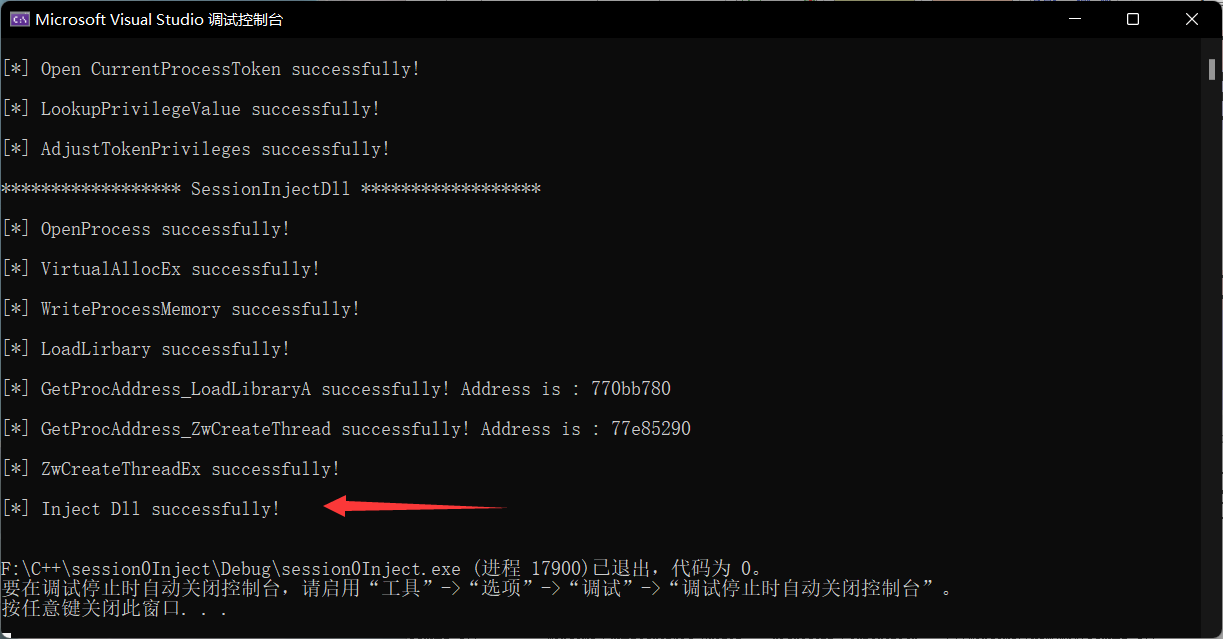 Microsoft Visual Studio 调试控制台
[*] Open CurrentProcessToken successfully!
[*] LookupPrivilegeValue successfully!
[*] AdjustTokenPrivileges successfully!
****************** SessionInjectDll ******************
[*] OpenProcess successfully!
[*] VirtualAllocEx successfully!
[*] WriteProcessMemory successfully!
[*] LoadLirbary successfully!
[*] GetProcAddress_LoadLibraryA successfully! Address is : 770bb780
[*] GetProcAddress_ZwCreateThread successfully! Address is : 77e85290
[*] ZwCreateThreadEx successfully!
[*] Inject Dll successfully!
F:\C++\session0Inject\Debug\session0Inject.exe (进程 17900)已退出，代码为 0。
要在调试停止时自动关闭控制台，请启用“工具”->“选项”->“调试”->“调试停止时自动关闭控制台”。
按任意键关闭此窗口. . .